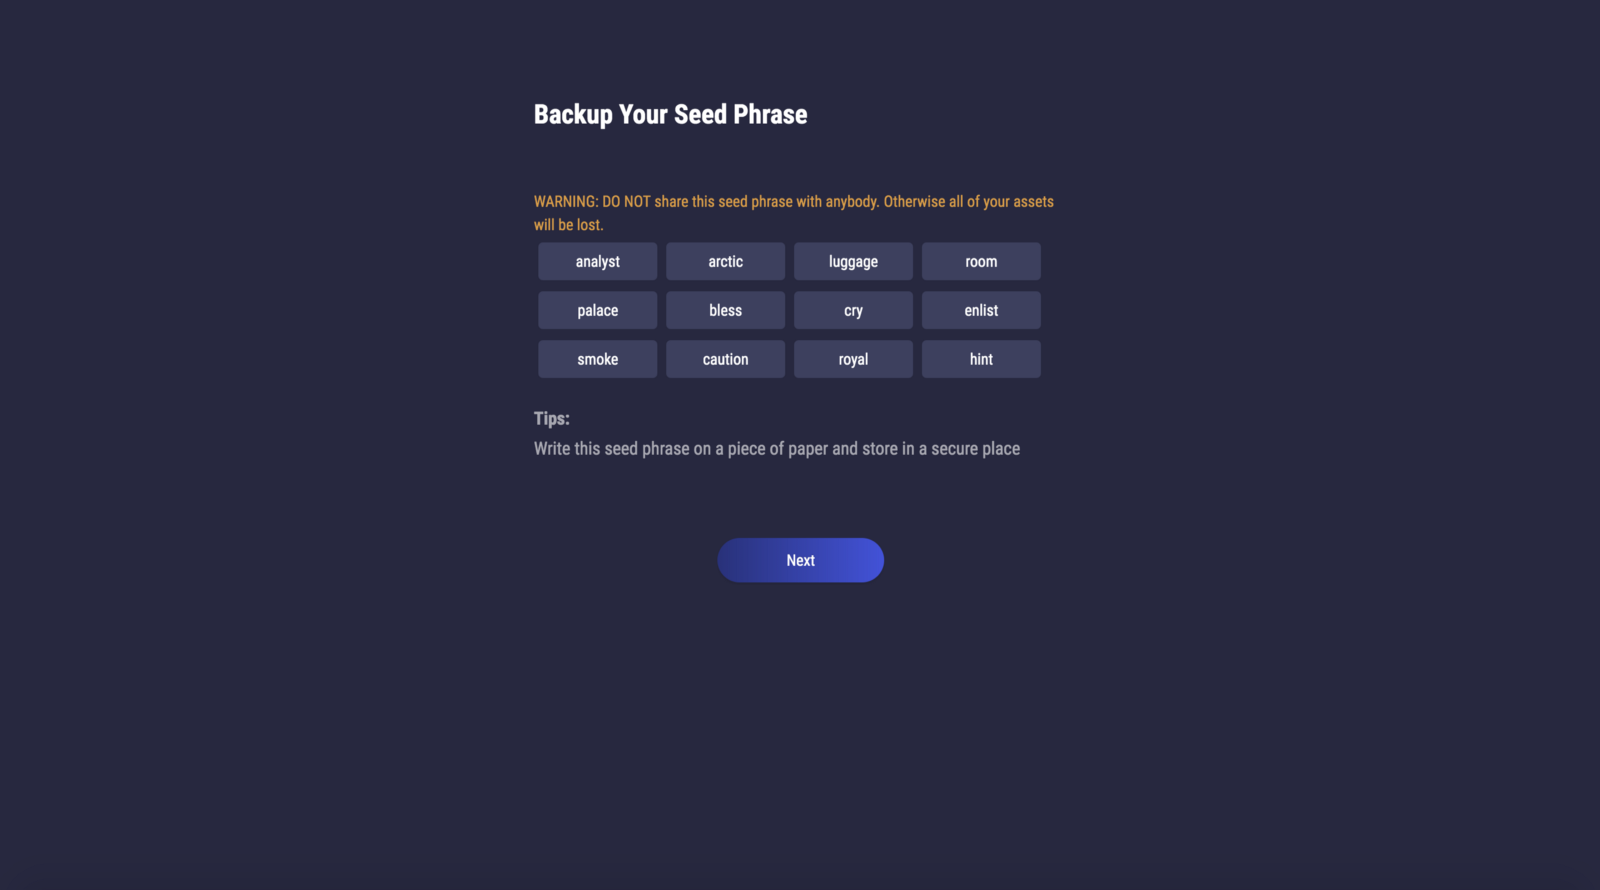 Backup Your Seed Phrase
WARNING: DO NOT share this seed phrase with anybody. Otherwise all of your assets
will be lost.
analyst arctic luggage room
palace bless cry enlist
smoke caution royal hint
Tips:
Write this seed phrase on a piece of paper and store in a secure place
Next